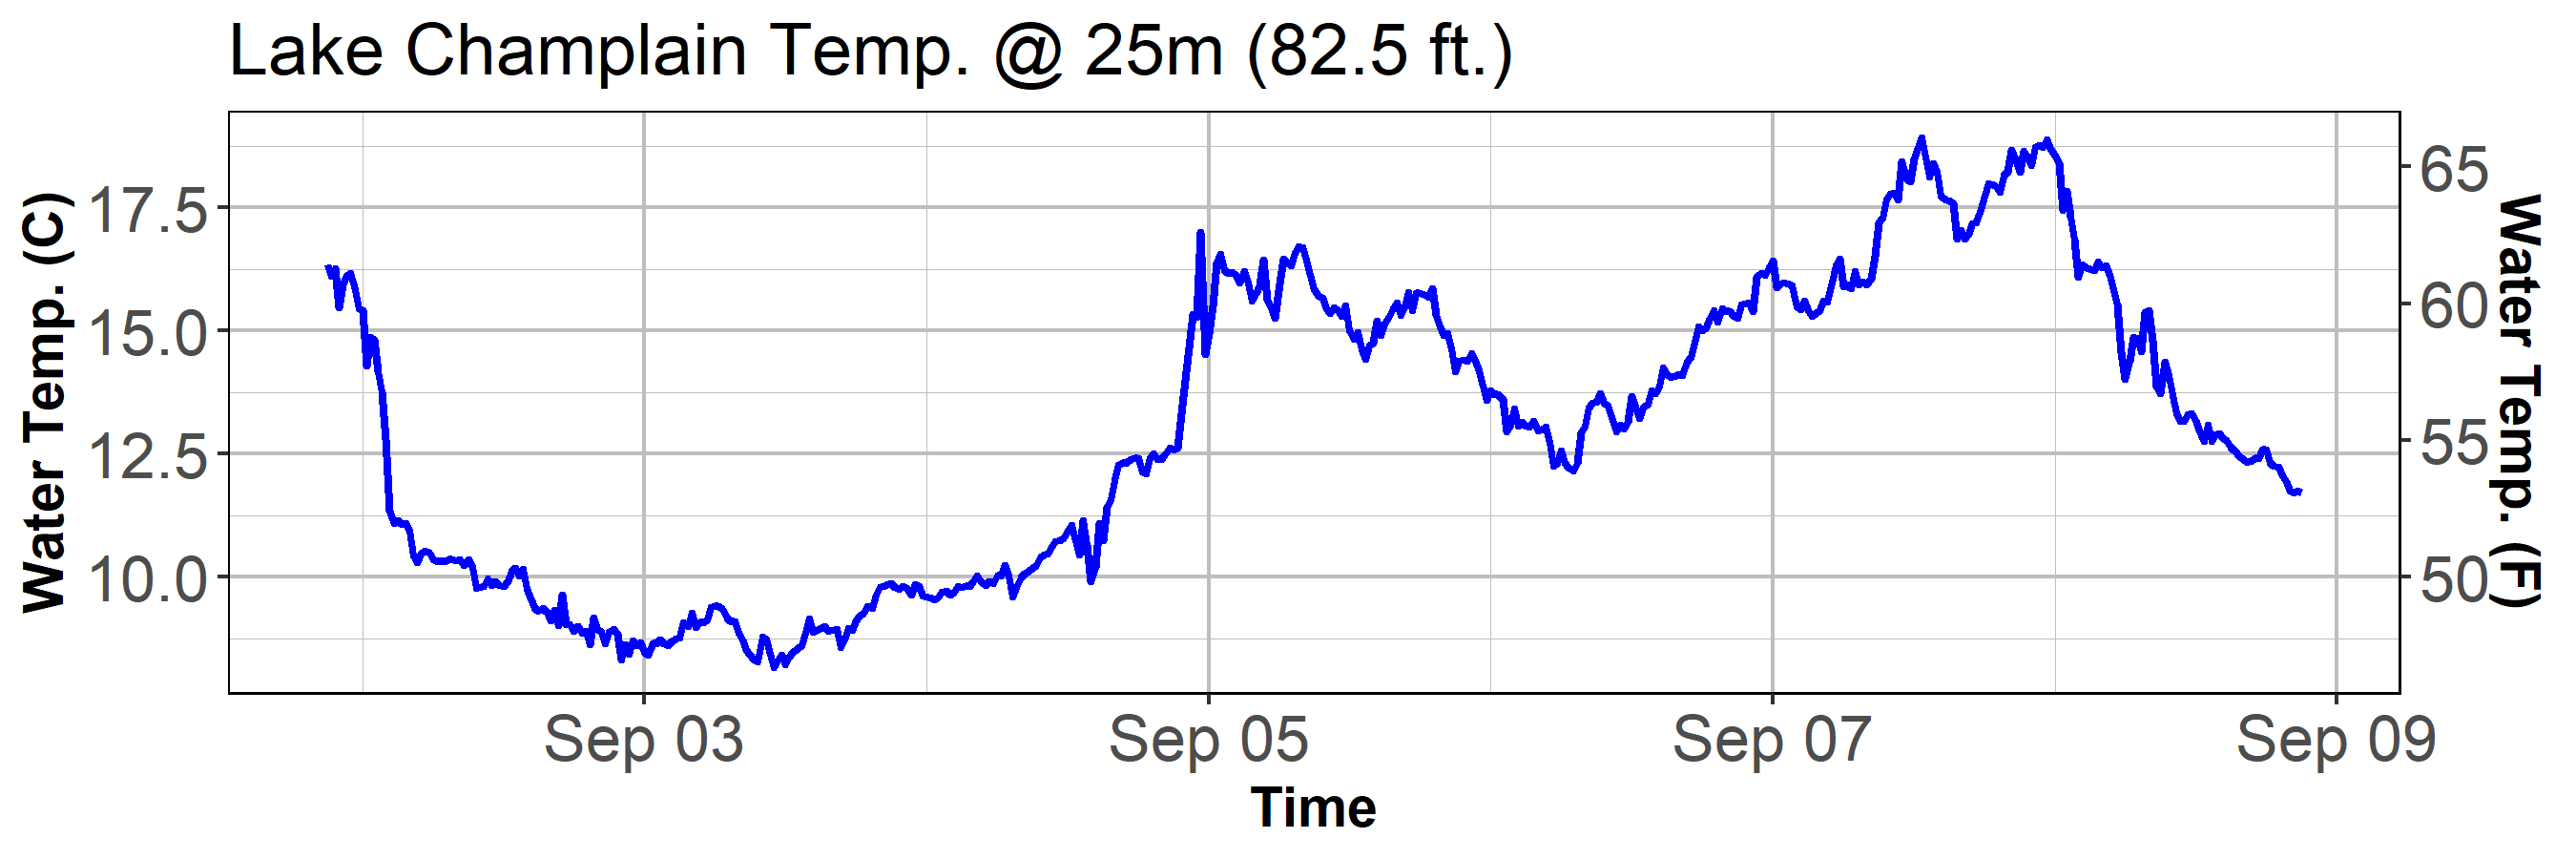 Lake Champlain Temp. @ 25m (82.5 ft.)
Water Temp. (C)
17.5
15.0
12.5
10.0
65
60
55
50
Water Temp. (F)
Sep 03 Sep 05 Sep 07 Sep 09
Time